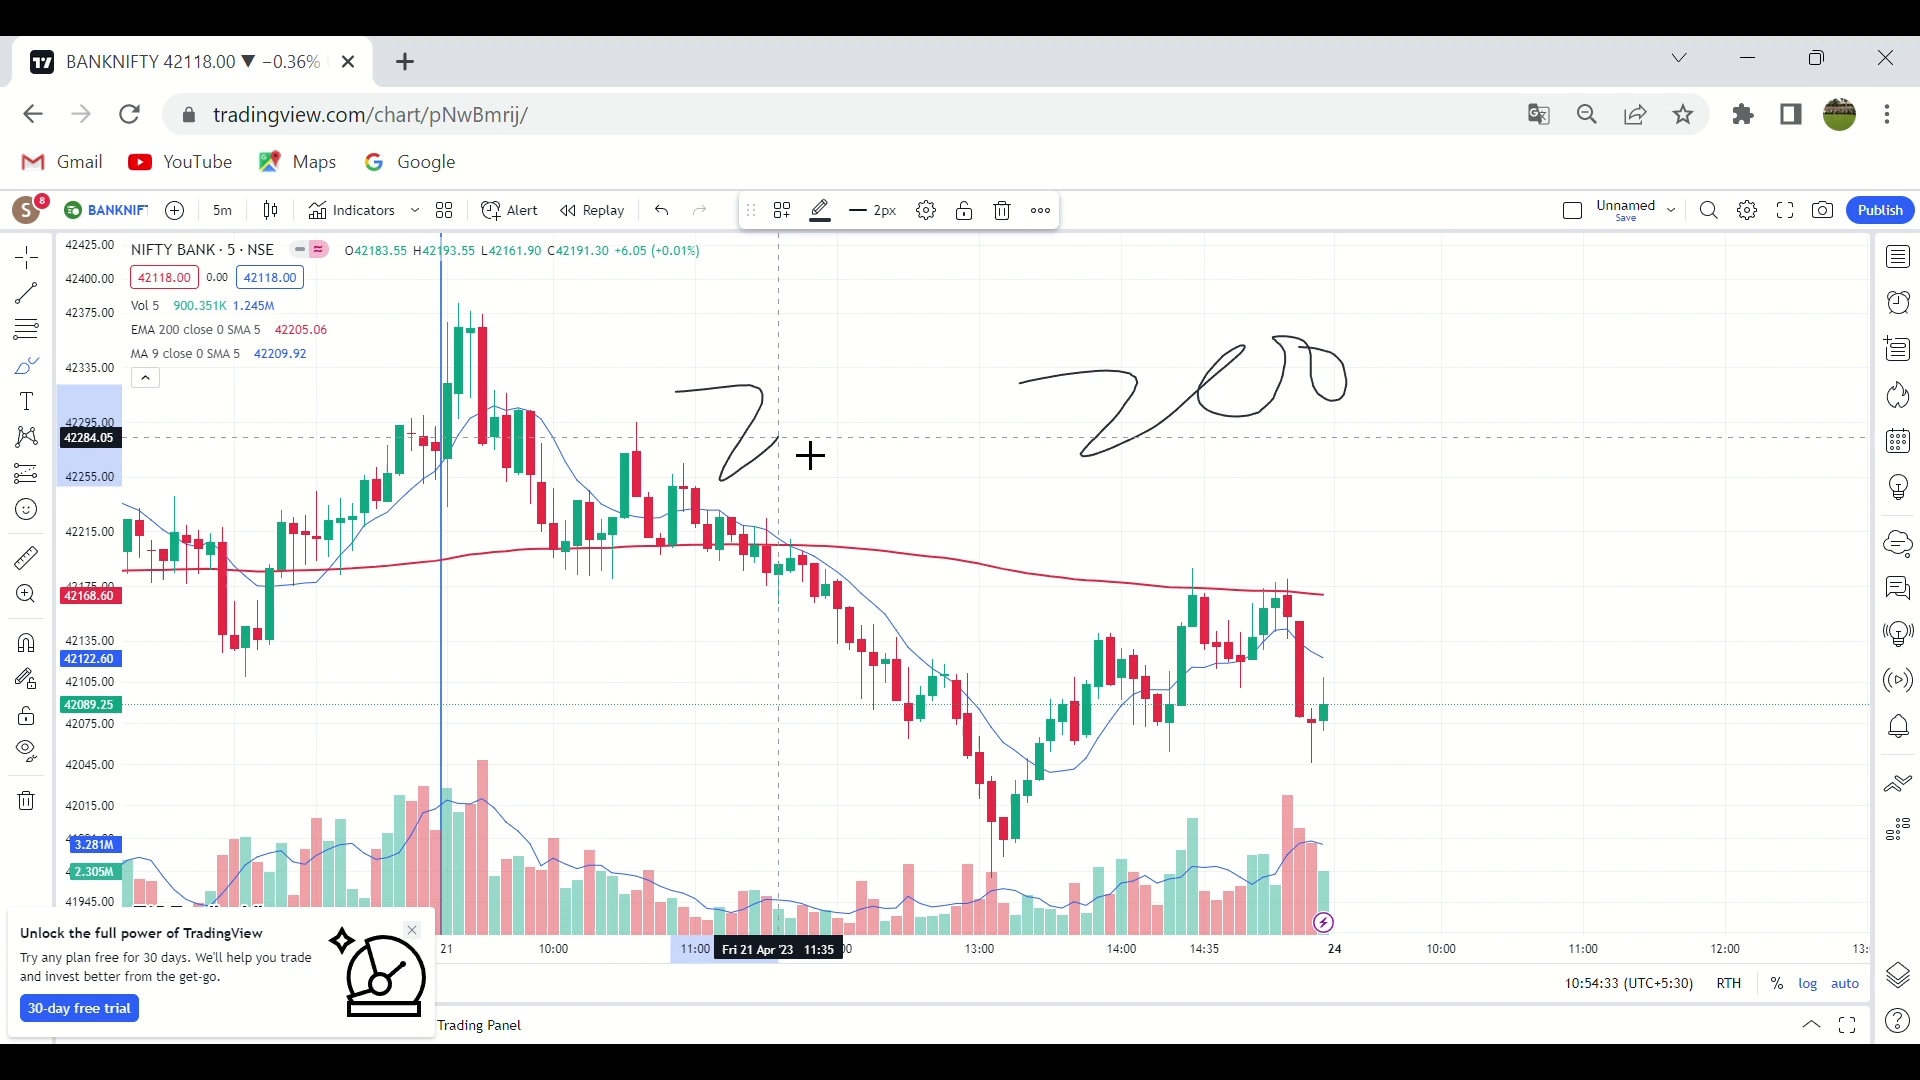 BANKNIFTY 42118.00 ▼ −0.36%
tradingview.com/chart/pNwBmrij/
Gmail YouTube Maps Google
S 8 BANKNIF 5m Indicators Alert Replay 2px Unnamed Save Publish
42425.00 NIFTY BANK · 5 · NSE O42183.55 H42193.55 L42161.90 C42191.30 +6.05 (+0.01%)
42400.00 42118.00 0.00 42118.00
42375.00 Vol 5 900.351K 1.245M
EMA 200 close 0 SMA 5 42205.06
MA 9 close 0 SMA 5 42209.92
42335.00
2 200
42295.00
42284.05
42255.00
42215.00
42175.00
42168.60
42135.00
42122.60
42105.00
42089.25
42075.00
42045.00
42015.00
3.281M
2.305M
41945.00
21 10:00 11:00 Fri 21 Apr '23 11:35 13:00 14:00 14:35 24 10:00 11:00 12:00 13:
Unlock the full power of TradingView
Try any plan free for 30 days. We'll help you trade
and invest better from the get-go.
30-day free trial
10:54:33 (UTC+5:30) RTH % log auto
Trading Panel